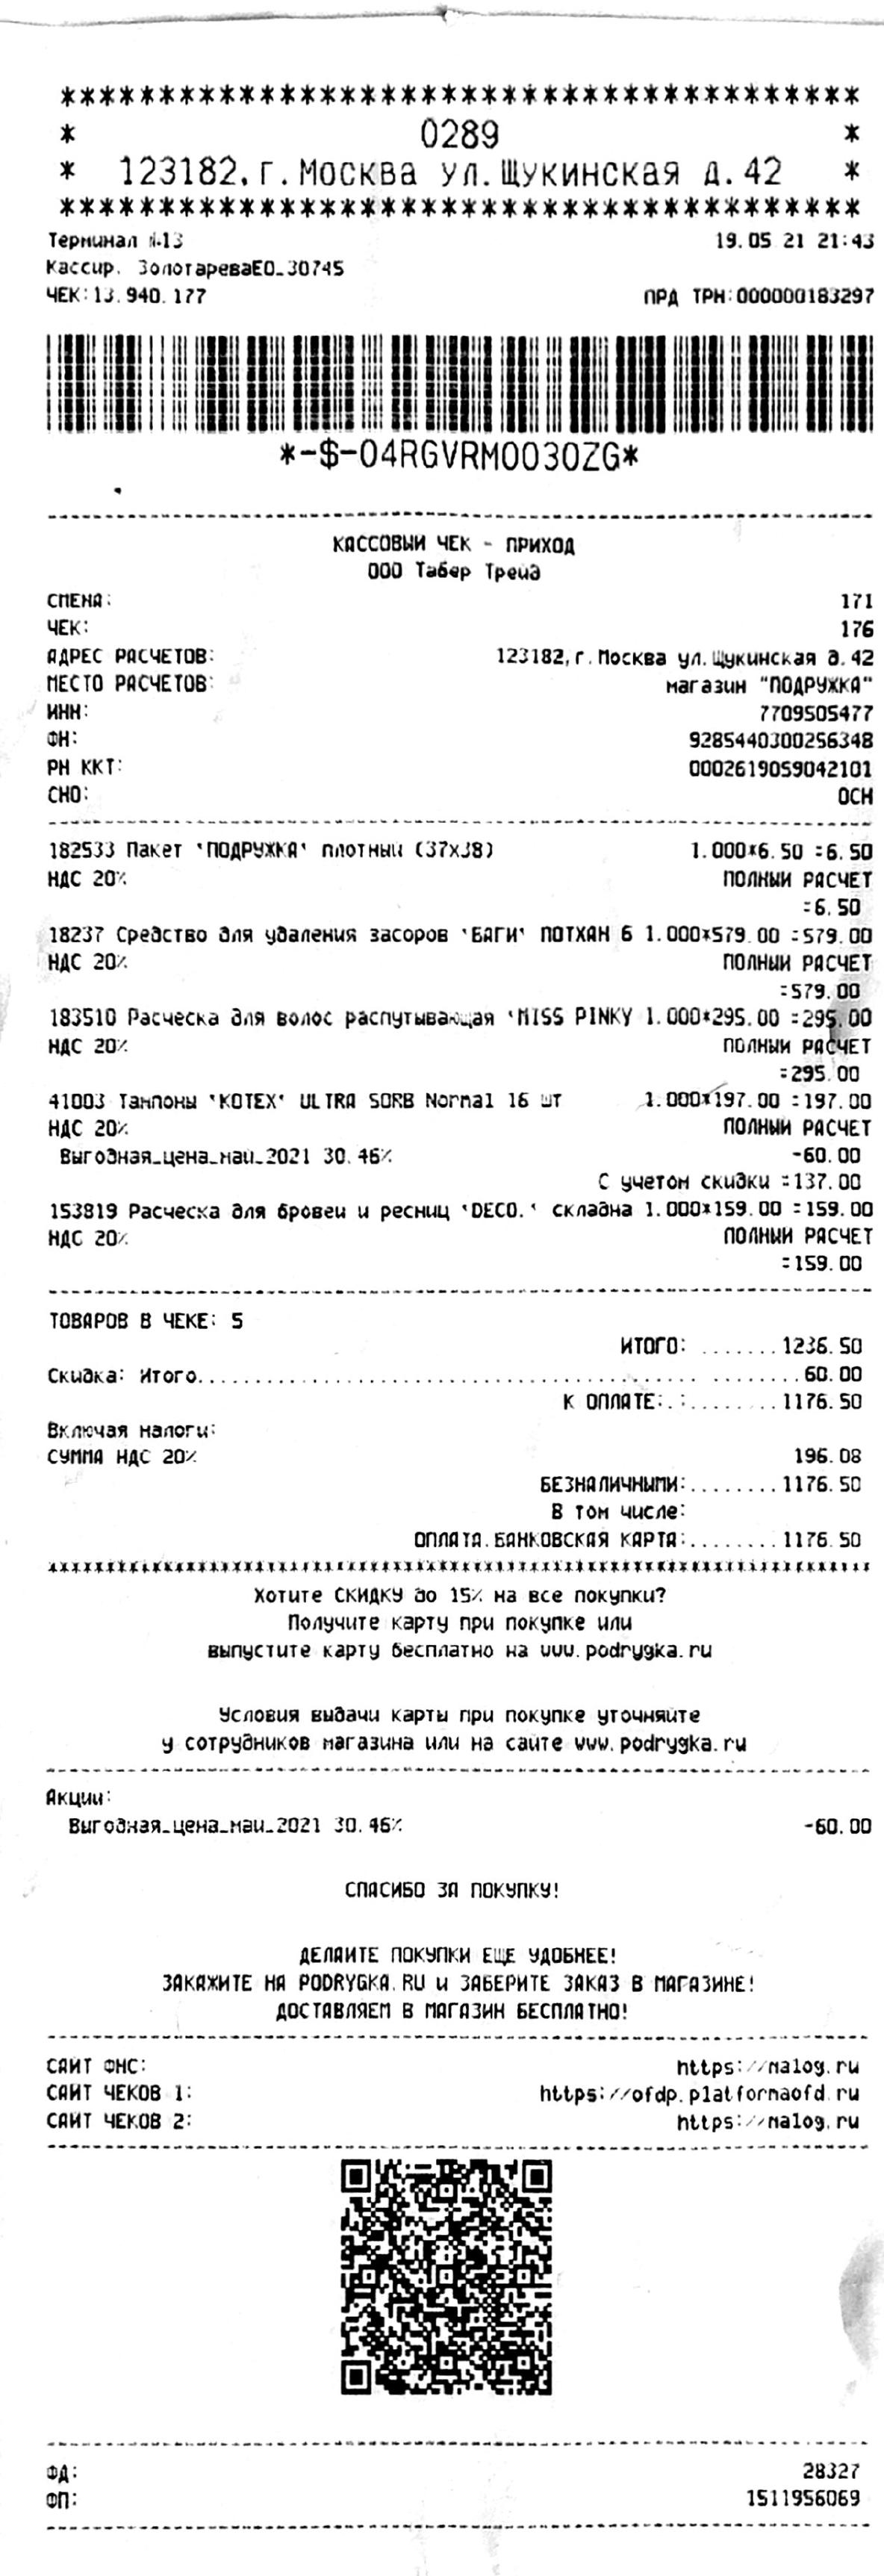 ****************************************
* 0289 *
* 123182, г. Москва ул. Щукинская д. 42 *
****************************************
Терминал №13 19.05 21 21:43
Кассир. ЗолотареваЕО_30745
ЧЕК:13.940.177 ПРД ТРН:000000183297
*-$-04RGVRM0030ZG*
КАССОВЫЙ ЧЕК - ПРИХОД
ООО Табер Трейд
СМЕНА: 171
ЧЕК: 176
АДРЕС РАСЧЕТОВ: 123182, г. Москва ул. Щукинская д. 42
МЕСТО РАСЧЕТОВ: магазин "ПОДРУЖКА"
ИНН: 7709505477
ФН: 9285440300256348
РН ККТ: 0002619059042101
СНО: ОСН
182533 Пакет 'ПОДРУЖКА' плотный (37х38) 1.000*6.50 =6.50
НДС 20% ПОЛНЫЙ РАСЧЕТ
=6.50
18237 Средство для удаления засоров 'БАГИ' ПОТХАН 6 1.000*579.00 =579.00
НДС 20% ПОЛНЫЙ РАСЧЕТ
=579.00
183510 Расческа для волос распутывающая 'MISS PINKY 1.000*295.00 =295.00
НДС 20% ПОЛНЫЙ РАСЧЕТ
=295.00
41003 Тампоны 'КОТЕХ' ULTRA SORB Normal 16 шт 1.000*197.00 =197.00
НДС 20% ПОЛНЫЙ РАСЧЕТ
Выгодная_цена_май_2021 30.46% -60.00
С учетом скидки =137.00
153819 Расческа для бровей и ресниц 'DECO.' складна 1.000*159.00 =159.00
НДС 20% ПОЛНЫЙ РАСЧЕТ
=159.00
ТОВАРОВ В ЧЕКЕ: 5
ИТОГО: .......1236.50
Скидка: Итого.................................................60.00
К ОПЛАТЕ:.:........1176.50
Включая налоги:
СУММА НДС 20% 196.08
БЕЗНАЛИЧНЫМИ:........1176.50
В том числе:
ОПЛАТА.БАНКОВСКАЯ КАРТА:........1176.50
********************************************************************************
Хотите СКИДКУ до 15% на все покупки?
Получите карту при покупке или
выпустите карту бесплатно на www.podrygka.ru
Условия выдачи карты при покупке уточняйте
у сотрудников магазина или на сайте www.podrygka.ru
Акции:
Выгодная_цена_май_2021 30.46% -60.00
СПАСИБО ЗА ПОКУПКУ!
ДЕЛАЙТЕ ПОКУПКИ ЕЩЕ УДОБНЕЕ!
ЗАКАЖИТЕ НА PODRYGKA.RU и ЗАБЕРИТЕ ЗАКАЗ В МАГАЗИНЕ!
ДОСТАВЛЯЕМ В МАГАЗИН БЕСПЛАТНО!
САЙТ ФНС: https://nalog.ru
САЙТ ЧЕКОВ 1: https://ofdp.platformaofd.ru
САЙТ ЧЕКОВ 2: https://nalog.ru
ФД: 28327
ФП: 1511956069